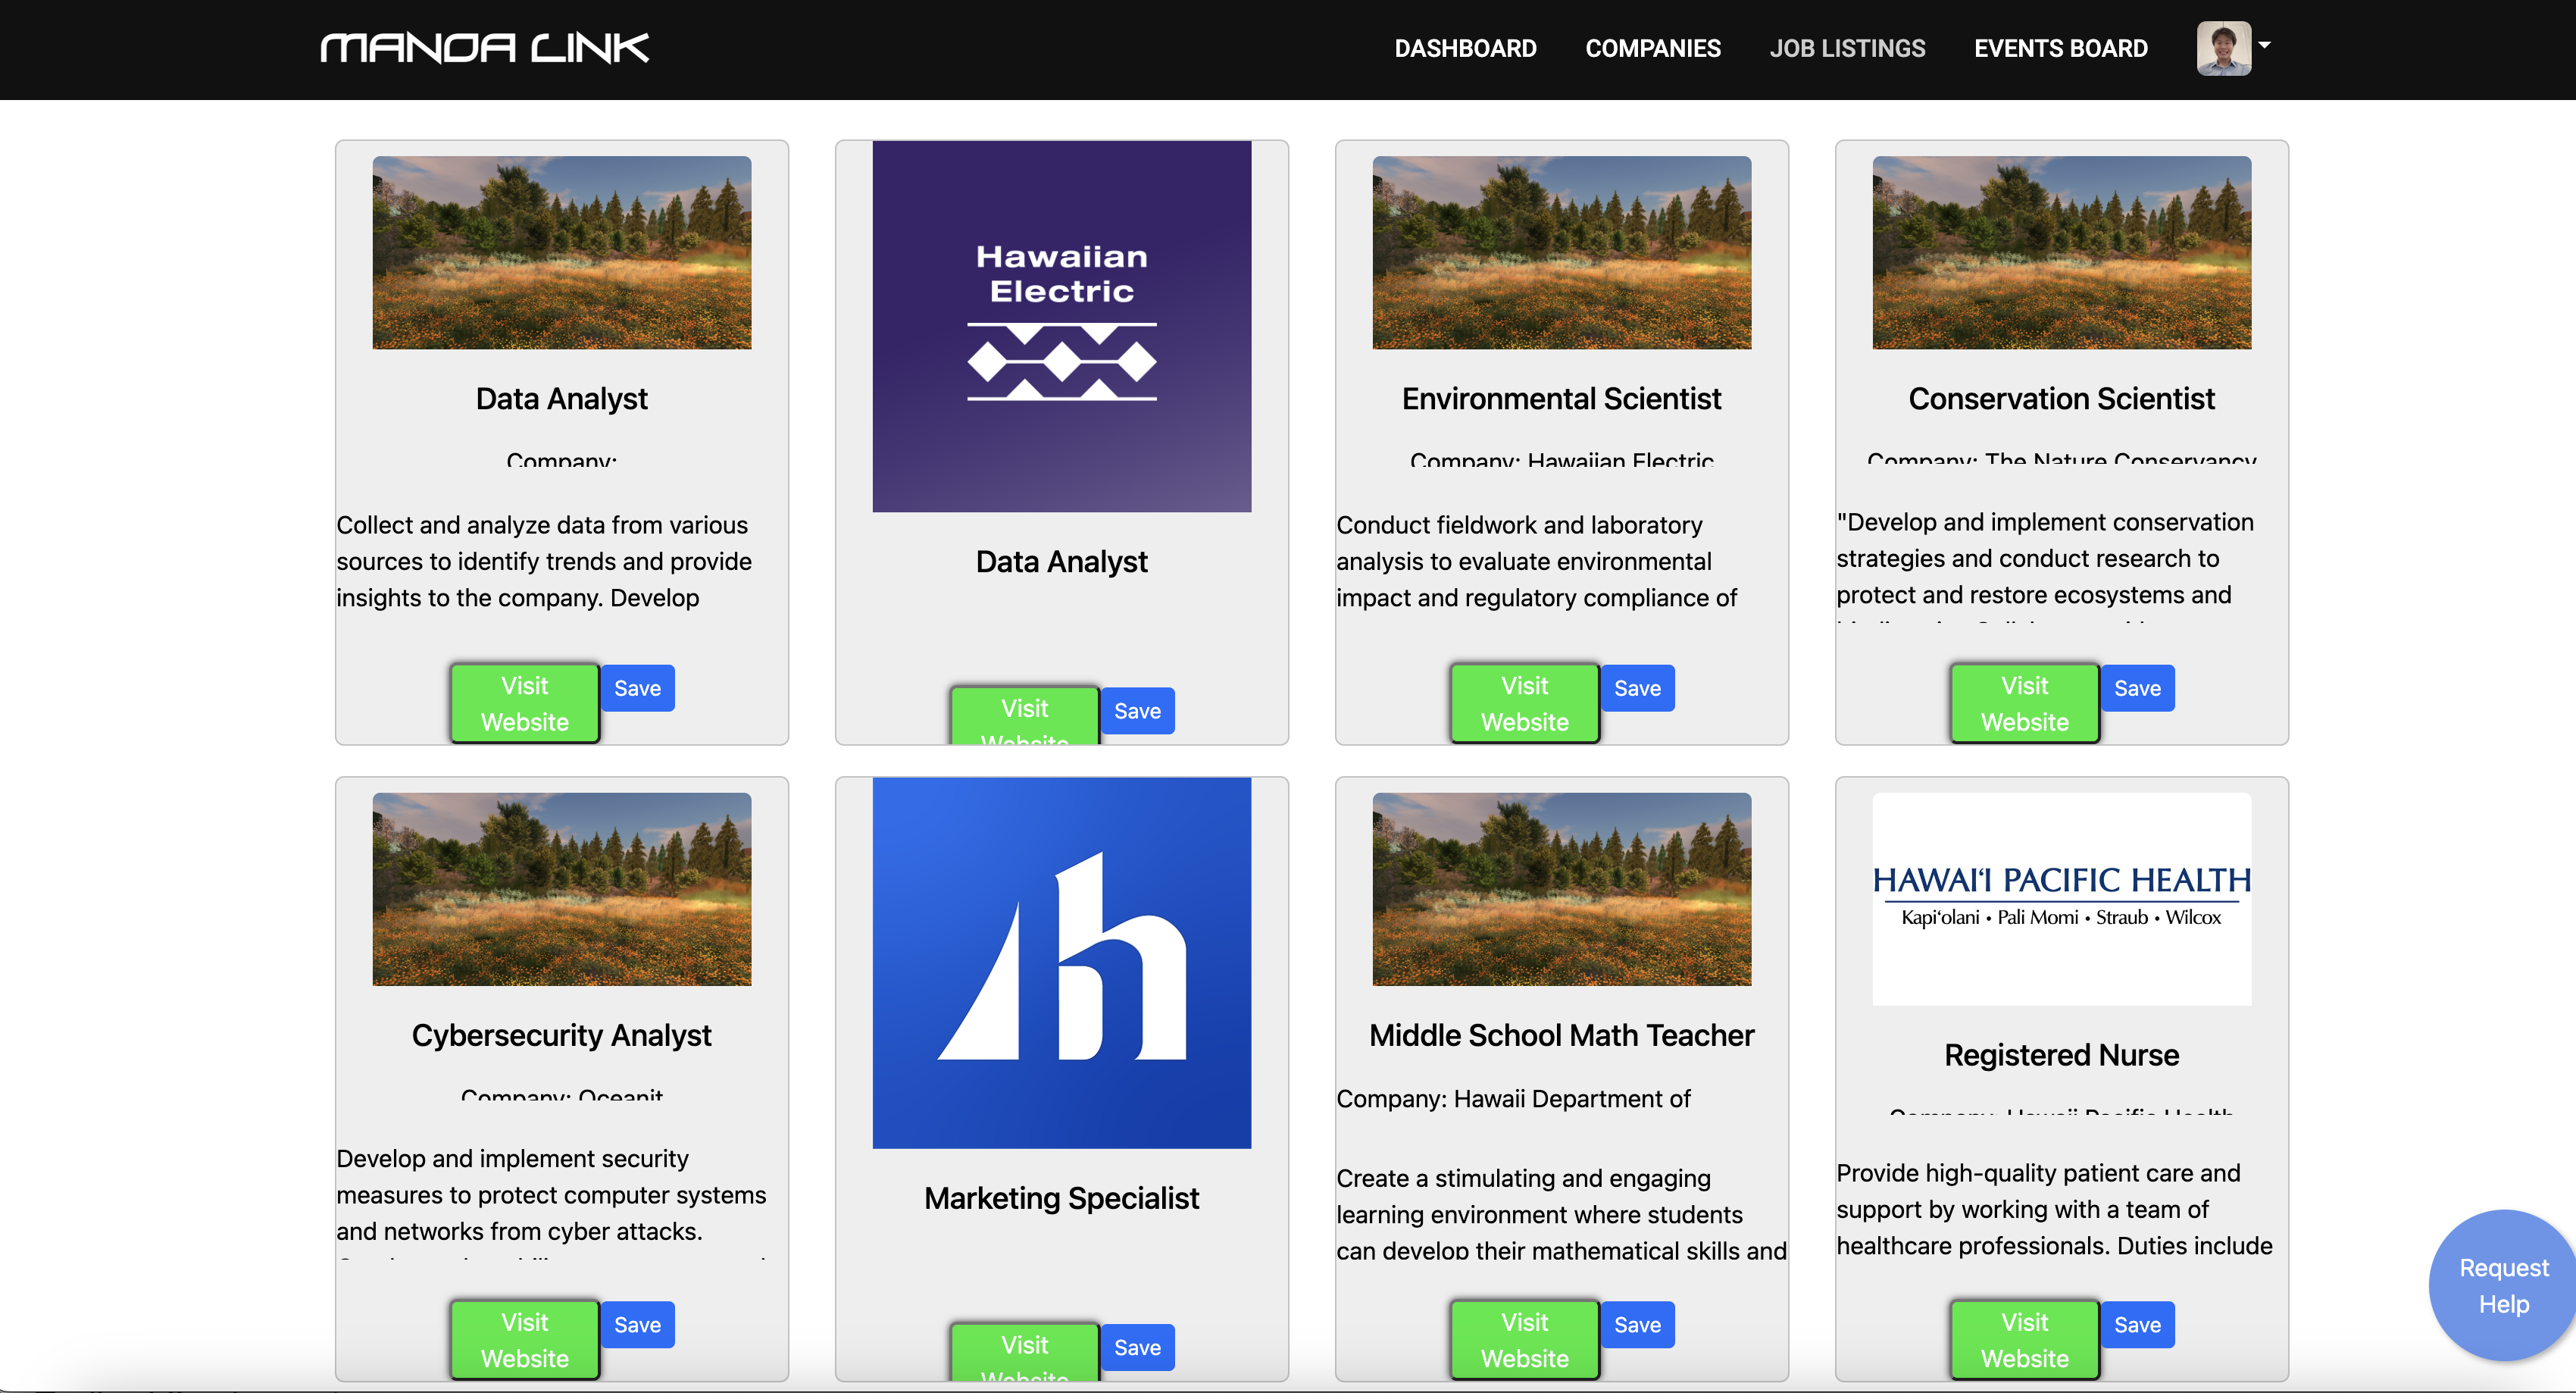 MANOA LINK
DASHBOARD
COMPANIES
JOB LISTINGS
EVENTS BOARD
Data Analyst
Company:
Collect and analyze data from various
sources to identify trends and provide
insights to the company. Develop
Visit
Website
Save
Hawaiian
Electric
Data Analyst
Visit
Website
Save
Environmental Scientist
Company: Hawaiian Electric
Conduct fieldwork and laboratory
analysis to evaluate environmental
impact and regulatory compliance of
Visit
Website
Save
Conservation Scientist
Company: The Nature Conservancy
"Develop and implement conservation
strategies and conduct research to
protect and restore ecosystems and
Visit
Website
Save
Cybersecurity Analyst
Company: Oceanit
Develop and implement security
measures to protect computer systems
and networks from cyber attacks.
Visit
Website
Save
h
Marketing Specialist
Visit
Website
Save
Middle School Math Teacher
Company: Hawaii Department of
Create a stimulating and engaging
learning environment where students
can develop their mathematical skills and
Visit
Website
Save
HAWAIʻI PACIFIC HEALTH
Kapiʻolani • Pali Momi • Straub • Wilcox
Registered Nurse
Company: Hawaii Pacific Health
Provide high-quality patient care and
support by working with a team of
healthcare professionals. Duties include
Visit
Website
Save
Request
Help